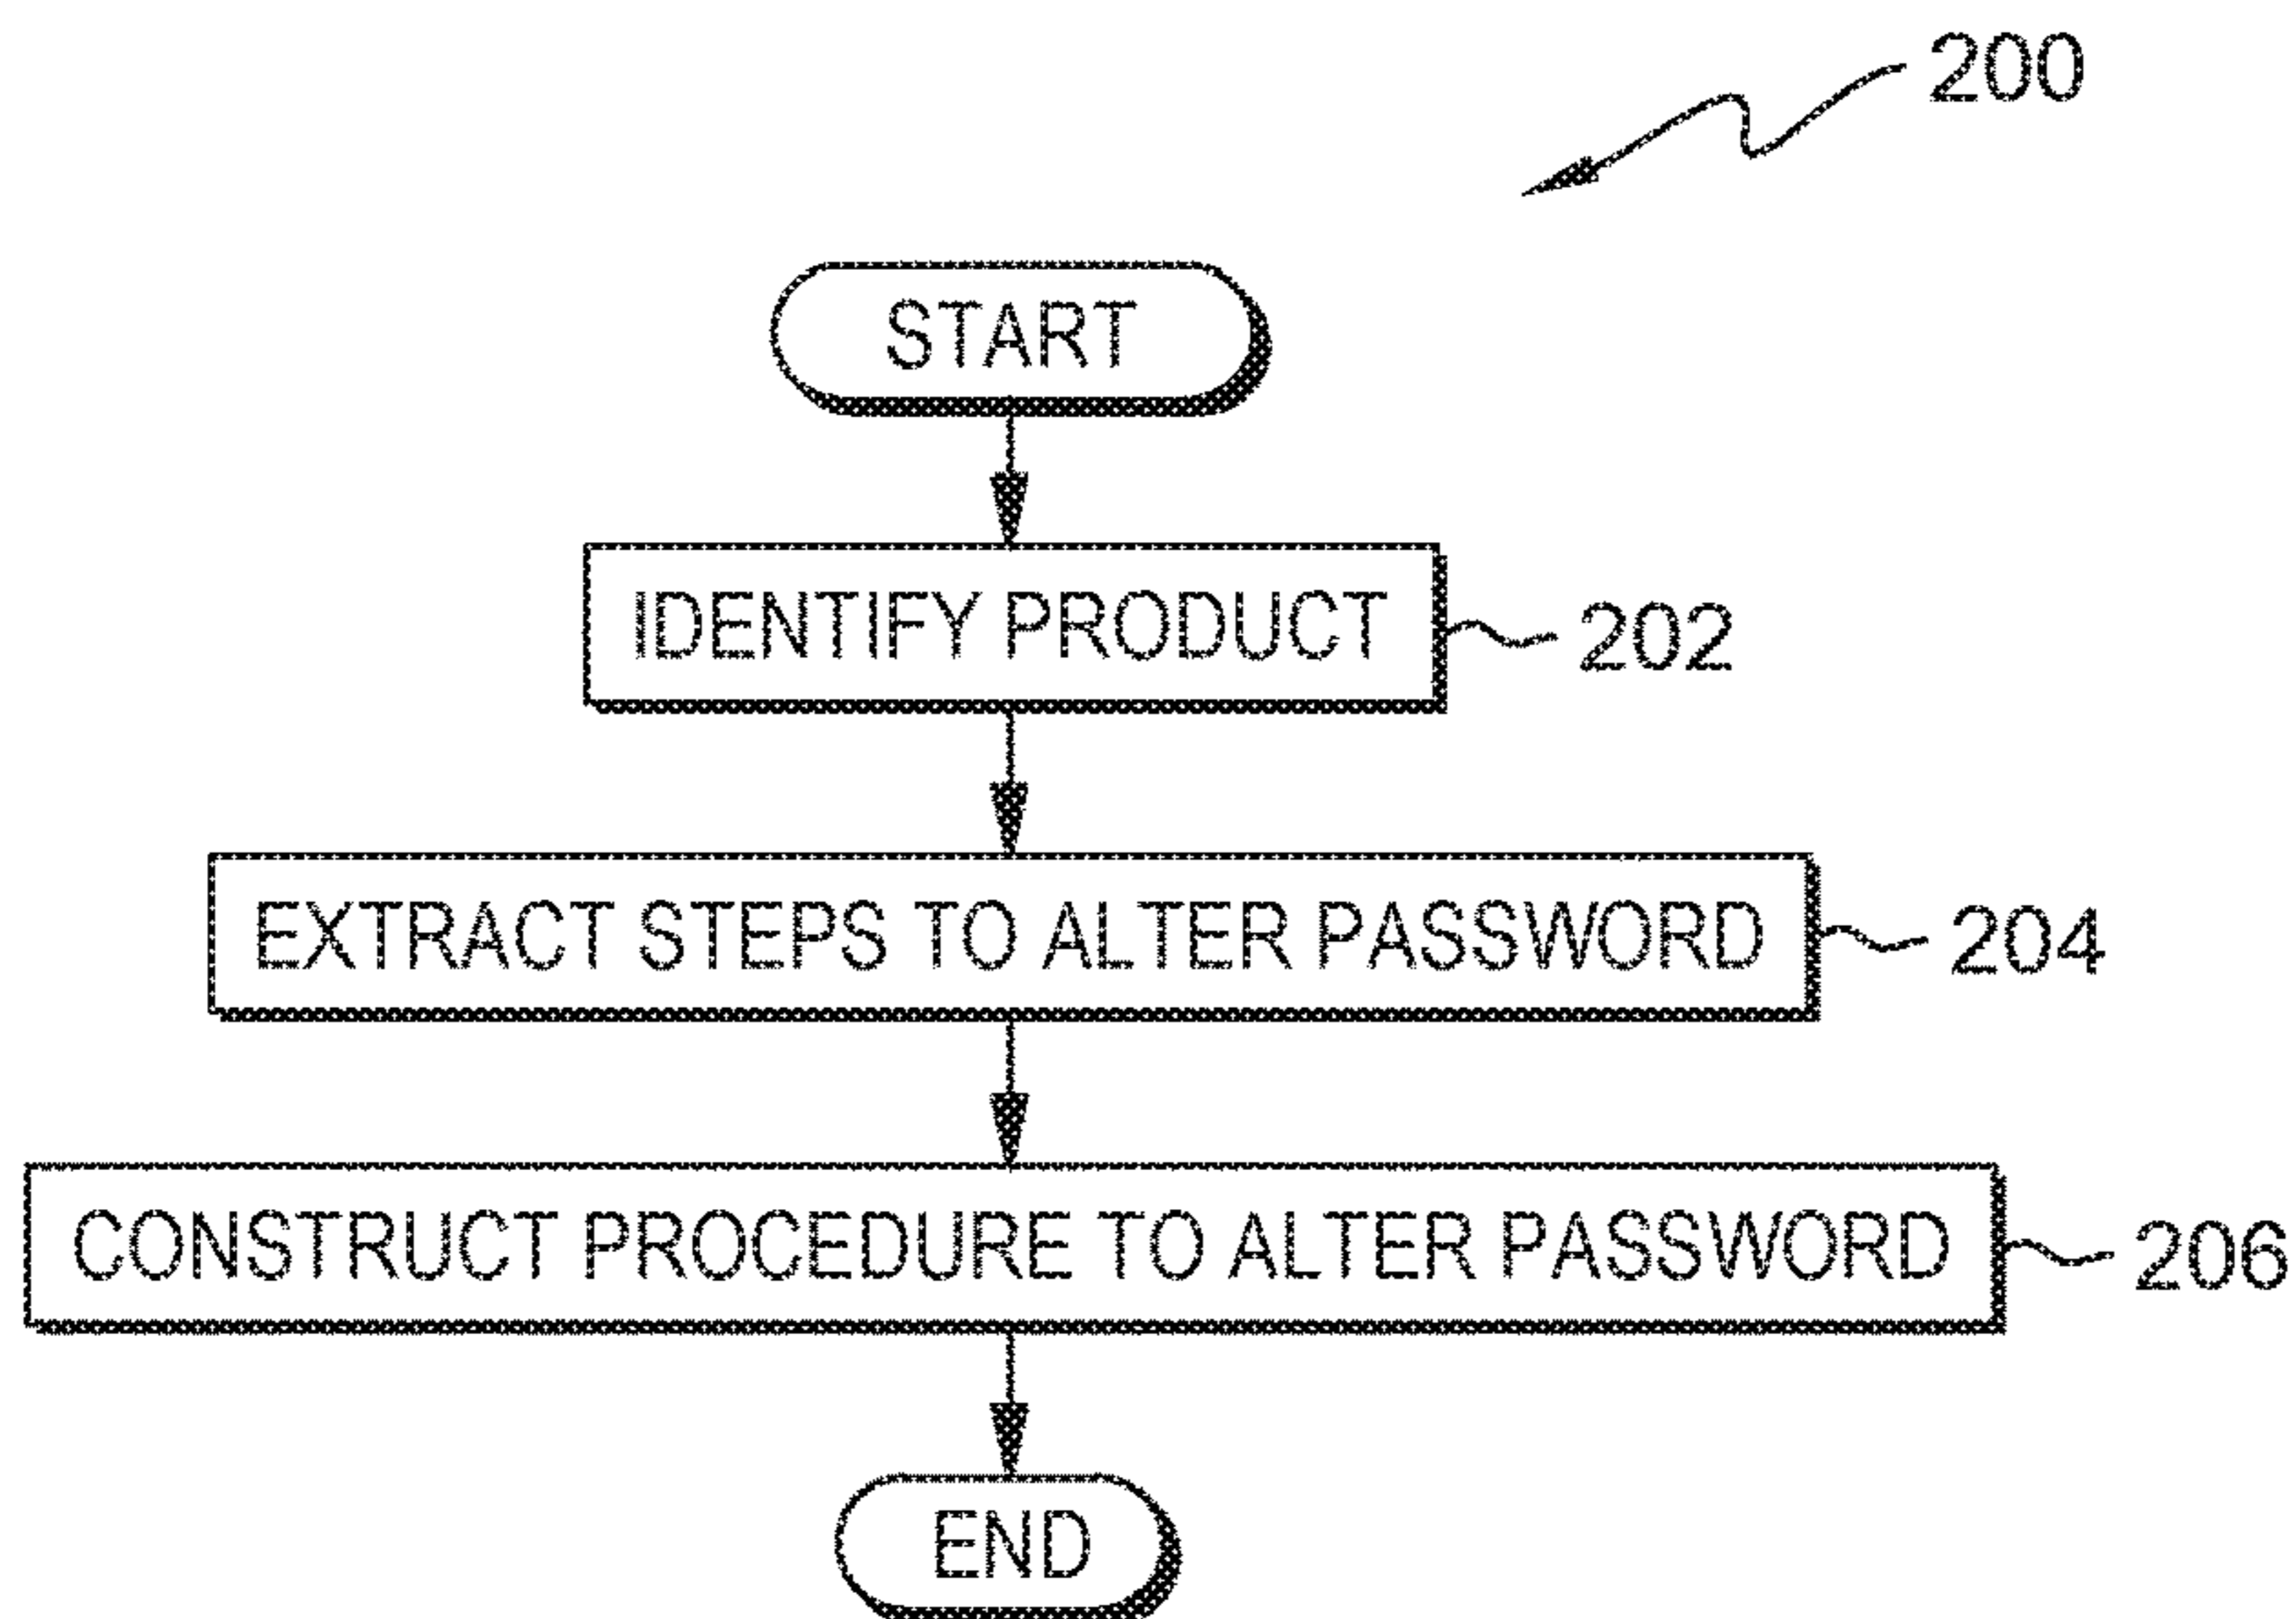 200
START
IDENTIFY PRODUCT
202
EXTRACT STEPS TO ALTER PASSWORD
204
CONSTRUCT PROCEDURE TO ALTER PASSWORD
206
END